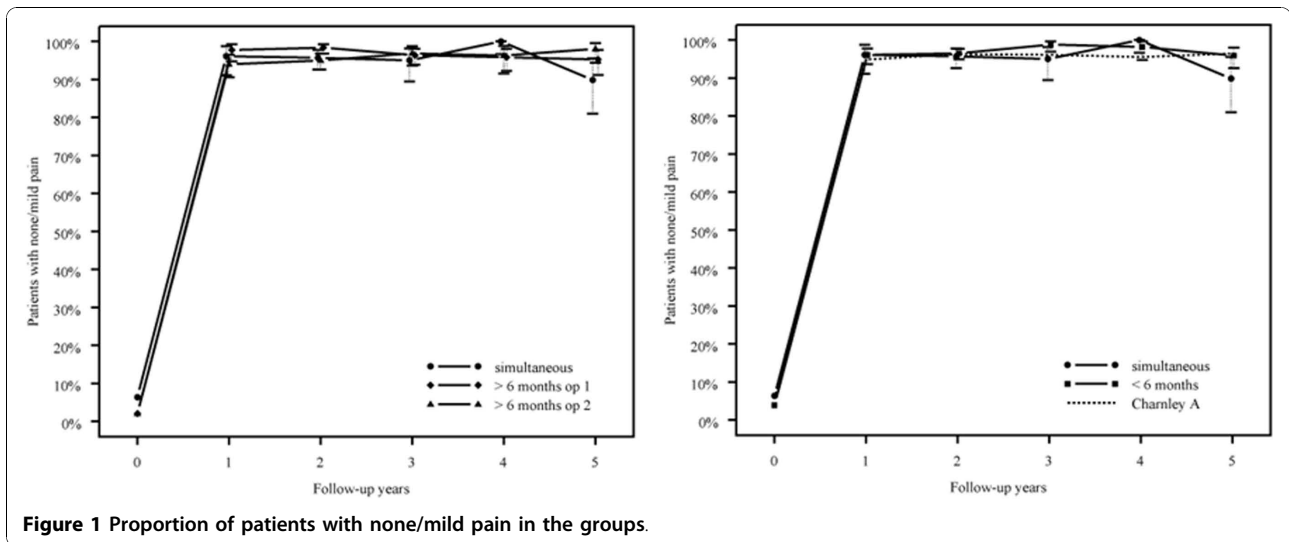 100%
90%
80%
70%
60%
50%
40%
30%
20%
10%
0%
Patients with none/mild pain
0 1 2 3 4 5
Follow-up years
simultaneous
> 6 months op 1
> 6 months op 2
100%
90%
80%
70%
60%
50%
40%
30%
20%
10%
0%
Patients with none/mild pain
0 1 2 3 4 5
Follow-up years
simultaneous
< 6 months
Charnley A
Figure 1 Proportion of patients with none/mild pain in the groups.